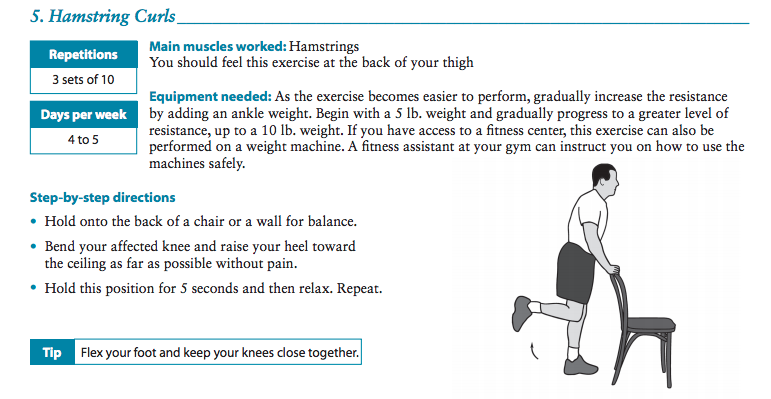 5. Hamstring Curls
Repetitions
3 sets of 10
Days per week
4 to 5
Main muscles worked: Hamstrings
You should feel this exercise at the back of your thigh
Equipment needed: As the exercise becomes easier to perform, gradually increase the resistance
by adding an ankle weight. Begin with a 5 lb. weight and gradually progress to a greater level of
resistance, up to a 10 lb. weight. If you have access to a fitness center, this exercise can also be
performed on a weight machine. A fitness assistant at your gym can instruct you on how to use the
machines safely.
Step-by-step directions
• Hold onto the back of a chair or a wall for balance.
• Bend your affected knee and raise your heel toward
the ceiling as far as possible without pain.
• Hold this position for 5 seconds and then relax. Repeat.
Tip
Flex your foot and keep your knees close together.